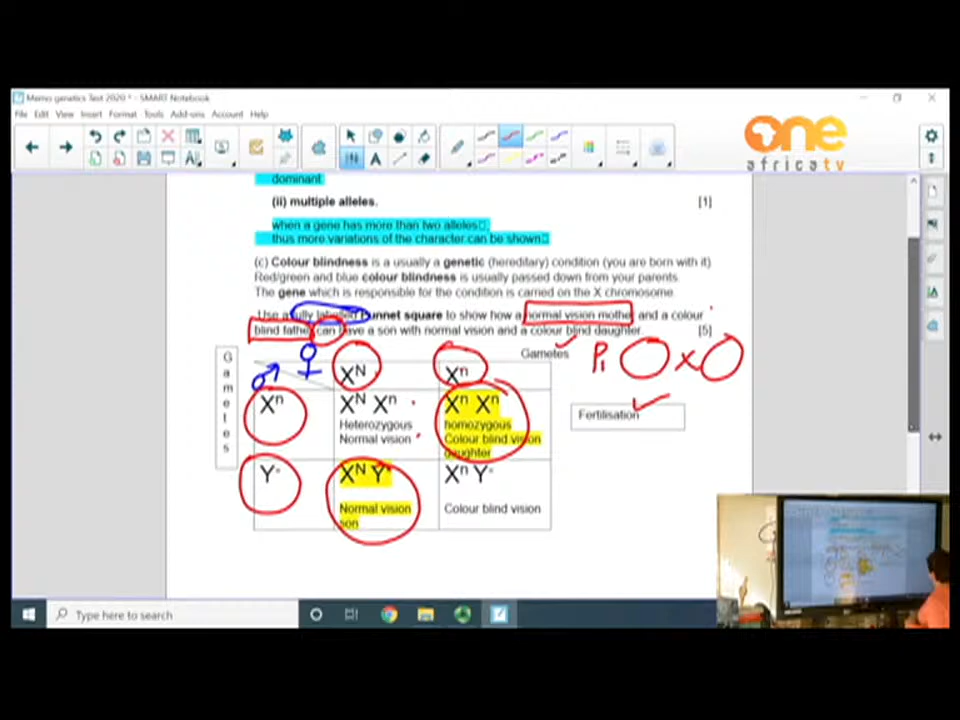 Memo genetics Test 2020 * - SMART Notebook
File Edit View Insert Format Tools Add-ons Account Help
one
africa tv
dominant.
(ii) multiple alleles. [1]
when a gene has more than two alleles
thus more variations of the character can be shown
(c) Colour blindness is a usually a genetic (hereditary) condition (you are born with it)
Red/green and blue colour blindness is usually passed down from your parents.
The gene which is responsible for the condition is carried on the X chromosome.
Use a fully labelled Punnet square to show how a normal vision mother and a colour
blind father can have a son with normal vision and a colour blind daughter. [5]
Gametes
P₁ X
Gametes
♂ ♀ Xᴺ Xⁿ
Xⁿ Xᴺ Xⁿ Xⁿ Xⁿ
Heterozygous homozygous
Normal vision Colour blind vision
daughter
Fertilisation
Y- Xᴺ Y- Xⁿ Y-
Normal vision Colour blind vision
son
Type here to search